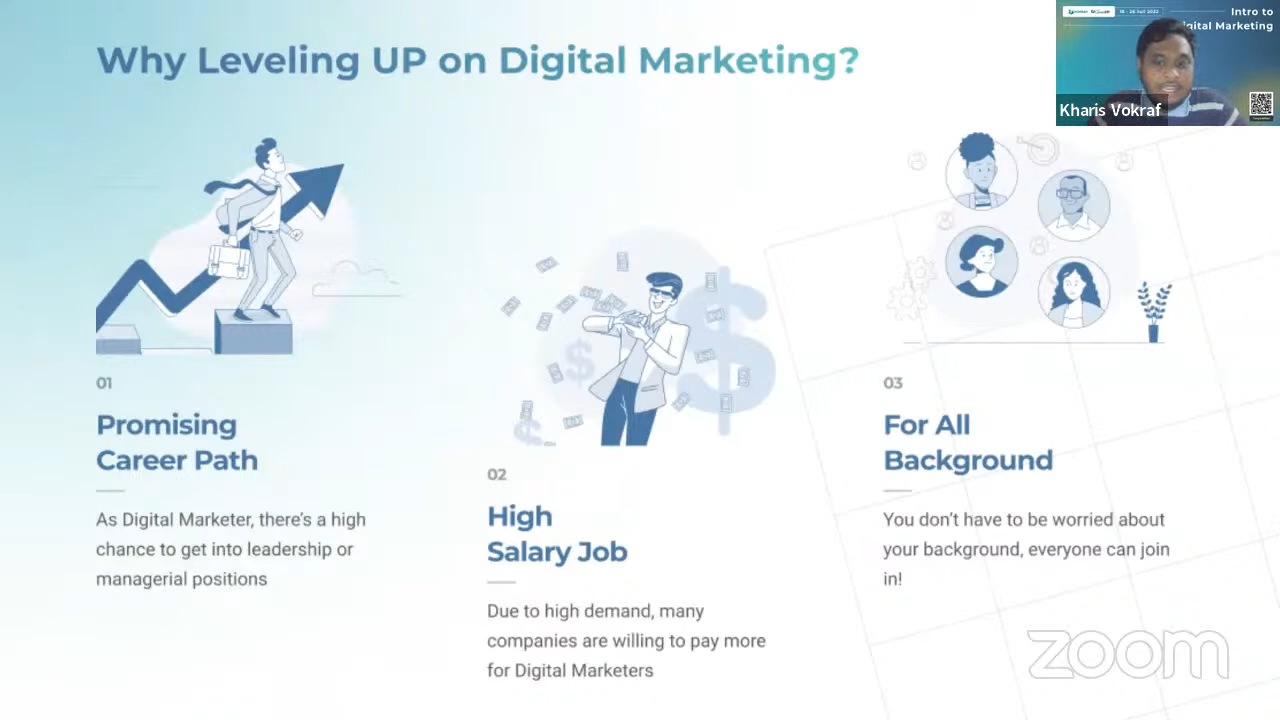 Why Leveling UP on Digital Marketing?
Intro to
igital Marketing
Kharis Vokraf
01
Promising
Career Path
As Digital Marketer, there's a high
chance to get into leadership or
managerial positions
02
High
Salary Job
Due to high demand, many
companies are willing to pay more
for Digital Marketers
03
For All
Background
You don't have to be worried about
your background, everyone can join
in!
zoom